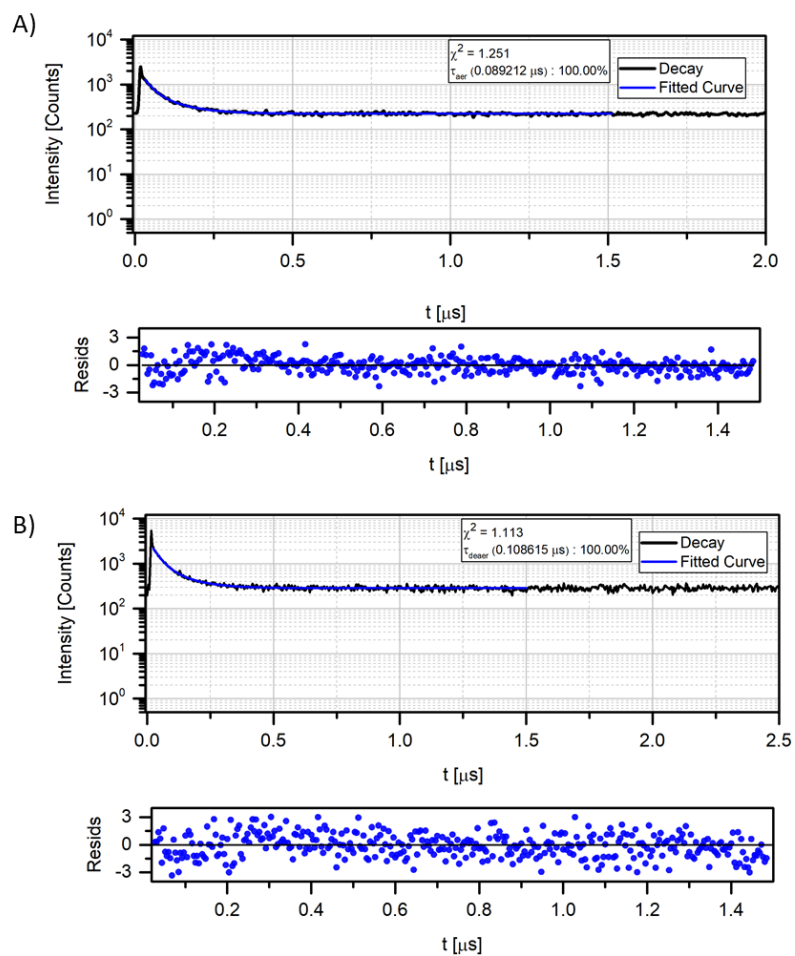 A)
10⁴
10³
10²
10¹
10⁰
Intensity [Counts]
χ² = 1.251
τaer (0.089212 μs) : 100.00%
Decay
Fitted Curve
0.0 0.5 1.0 1.5 2.0
t [μs]
3
0
-3
Resids
0.2 0.4 0.6 0.8 1.0 1.2 1.4
t [μs]
B)
10⁴
10³
10²
10¹
10⁰
Intensity [Counts]
χ² = 1.113
τdeaer (0.108615 μs) : 100.00%
Decay
Fitted Curve
0.0 0.5 1.0 1.5 2.0 2.5
t [μs]
3
0
-3
Resids
0.2 0.4 0.6 0.8 1.0 1.2 1.4
t [μs]